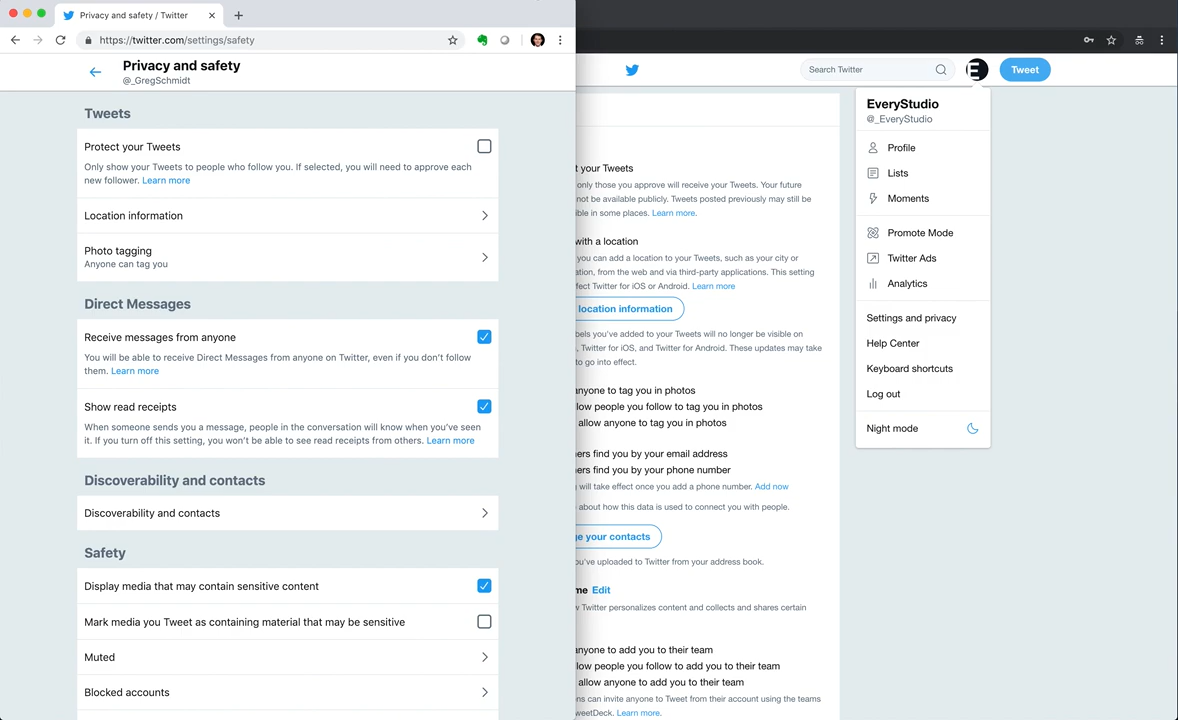 Privacy and safety / Twitter
https://twitter.com/settings/safety
Privacy and safety
@_GregSchmidt
Tweets
Protect your Tweets
Only show your Tweets to people who follow you. If selected, you will need to approve each
new follower. Learn more
Location information
Photo tagging
Anyone can tag you
Direct Messages
Receive messages from anyone
You will be able to receive Direct Messages from anyone on Twitter, even if you don't follow
them. Learn more
Show read receipts
When someone sends you a message, people in the conversation will know when you've seen
it. If you turn off this setting, you won't be able to see read receipts from others. Learn more
Discoverability and contacts
Discoverability and contacts
Safety
Display media that may contain sensitive content
Mark media you Tweet as containing material that may be sensitive
Muted
Blocked accounts
Search Twitter
E
Tweet
t your Tweets
only those you approve will receive your Tweets. Your future
not be available publicly. Tweets posted previously may still be
ible in some places. Learn more.
with a location
you can add a location to your Tweets, such as your city or
ation, from the web and via third-party applications. This setting
fect Twitter for iOS or Android. Learn more
location information
bels you've added to your Tweets will no longer be visible on
, Twitter for iOS, and Twitter for Android. These updates may take
to go into effect.
anyone to tag you in photos
low people you follow to tag you in photos
allow anyone to tag you in photos
ers find you by your email address
ers find you by your phone number
will take effect once you add a phone number. Add now
about how this data is used to connect you with people.
ge your contacts
ou've uploaded to Twitter from your address book.
me Edit
w Twitter personalizes content and collects and shares certain
anyone to add you to their team
low people you follow to add you to their team
allow anyone to add you to their team
ns can invite anyone to Tweet from their account using the teams
weetDeck. Learn more.
EveryStudio
@_EveryStudio
Profile
Lists
Moments
Promote Mode
Twitter Ads
Analytics
Settings and privacy
Help Center
Keyboard shortcuts
Log out
Night mode